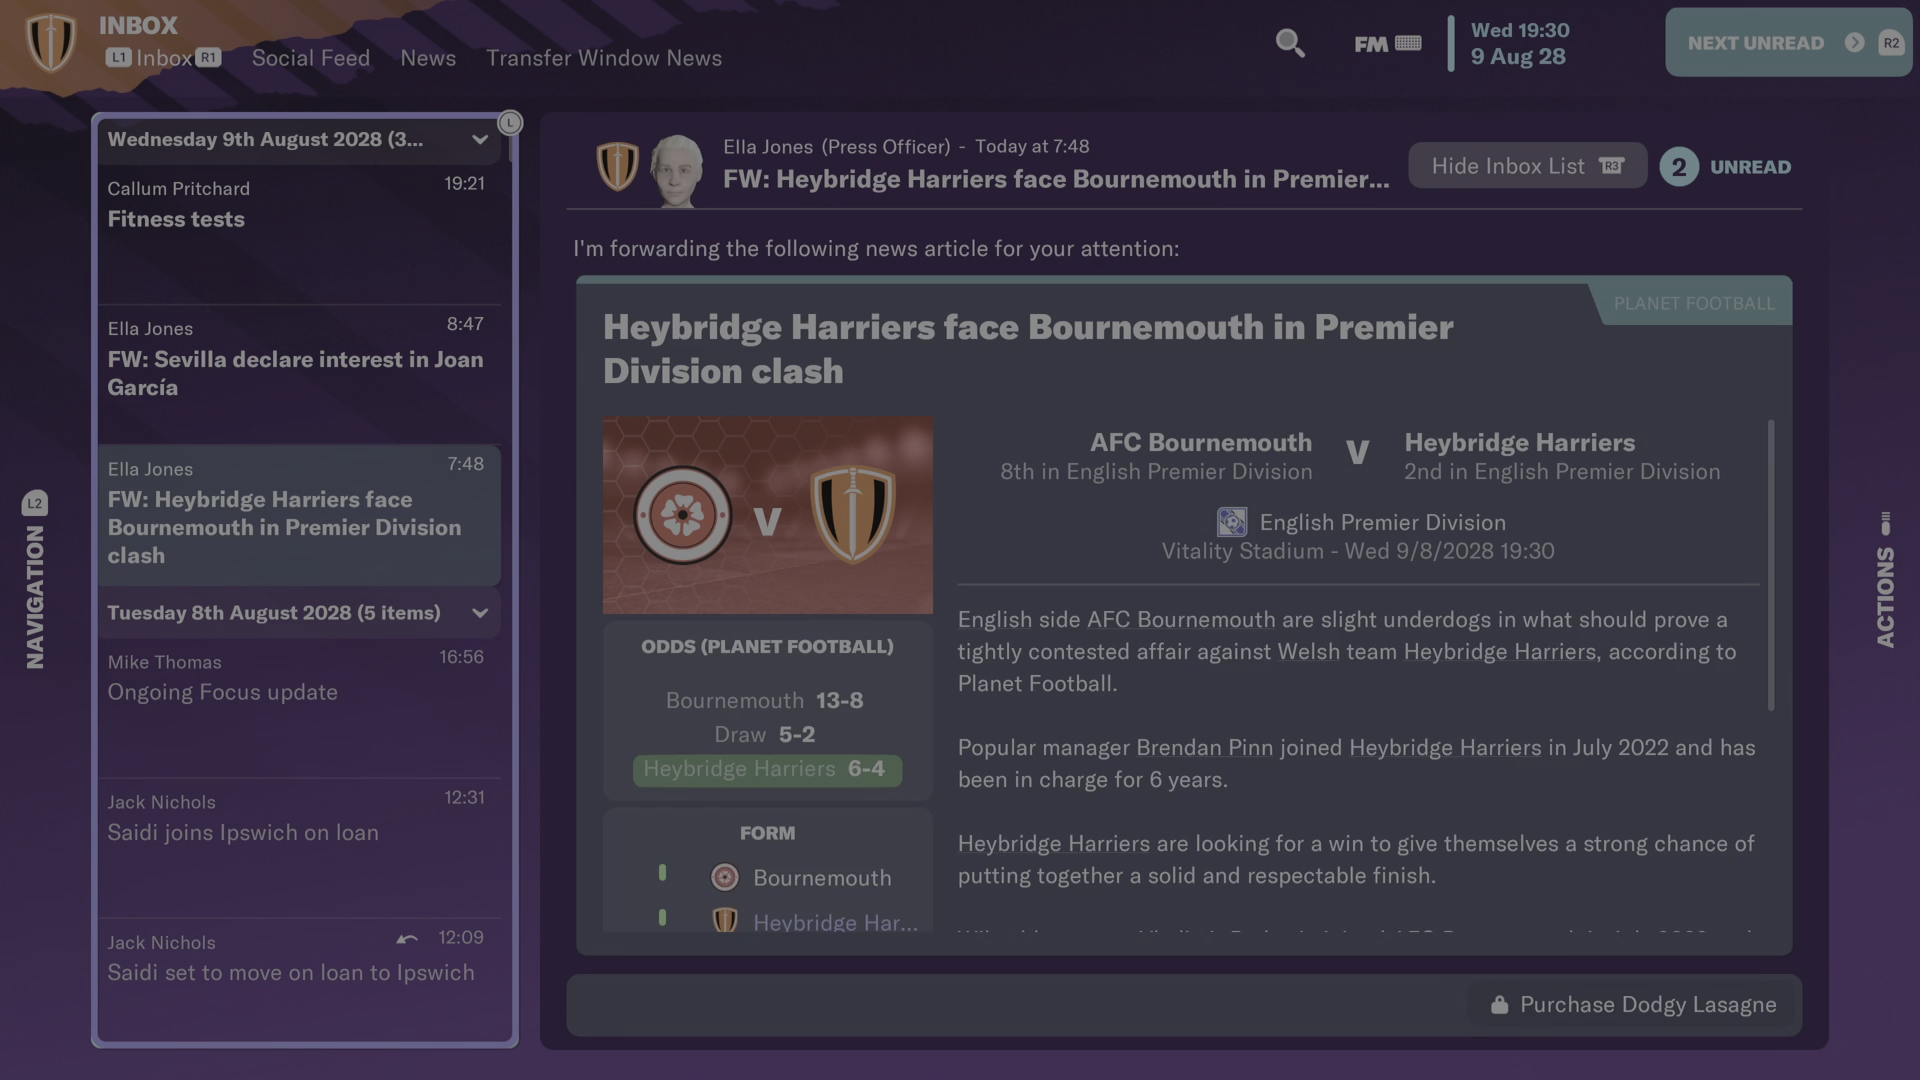 INBOX
L1 Inbox R1 Social Feed News Transfer Window News
FM
Wed 19:30
9 Aug 28
NEXT UNREAD R2
NAVIGATION L2
Wednesday 9th August 2028 (3... L
Callum Pritchard 19:21
Fitness tests
Ella Jones 8:47
FW: Sevilla declare interest in Joan
García
Ella Jones 7:48
FW: Heybridge Harriers face
Bournemouth in Premier Division
clash
Tuesday 8th August 2028 (5 items)
Mike Thomas 16:56
Ongoing Focus update
Jack Nichols 12:31
Saidi joins Ipswich on loan
Jack Nichols 12:09
Saidi set to move on loan to Ipswich
Ella Jones (Press Officer) - Today at 7:48
FW: Heybridge Harriers face Bournemouth in Premier...
Hide Inbox List R3
2 UNREAD
I'm forwarding the following news article for your attention:
PLANET FOOTBALL
Heybridge Harriers face Bournemouth in Premier
Division clash
V
ODDS (PLANET FOOTBALL)
Bournemouth 13-8
Draw 5-2
Heybridge Harriers 6-4
FORM
Bournemouth
Heybridge Har...
AFC Bournemouth V Heybridge Harriers
8th in English Premier Division 2nd in English Premier Division
English Premier Division
Vitality Stadium - Wed 9/8/2028 19:30
English side AFC Bournemouth are slight underdogs in what should prove a
tightly contested affair against Welsh team Heybridge Harriers, according to
Planet Football.
Popular manager Brendan Pinn joined Heybridge Harriers in July 2022 and has
been in charge for 6 years.
Heybridge Harriers are looking for a win to give themselves a strong chance of
putting together a solid and respectable finish.
Purchase Dodgy Lasagne
ACTIONS